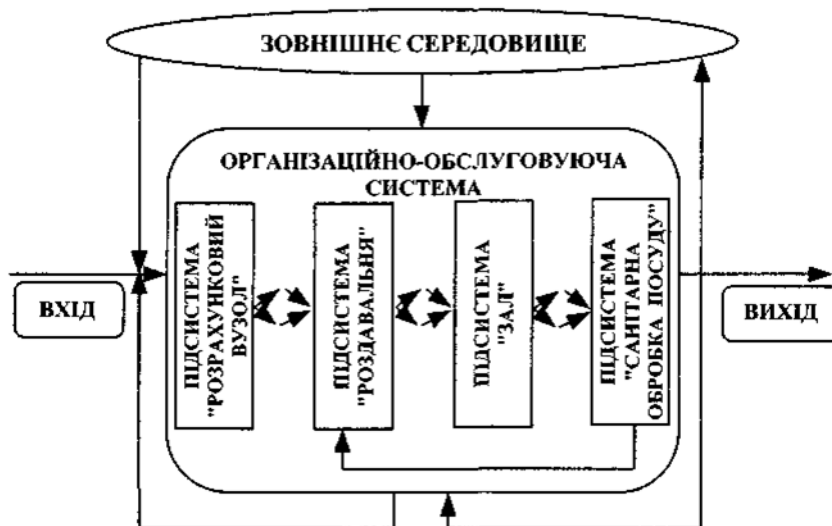 ЗОВНІШНЄ СЕРЕДОВИЩЕ
ОРГАНІЗАЦІЙНО-ОБСЛУГОВУЮЧА
СИСТЕМА
ВХІД
ПІДСИСТЕМА
"РОЗРАХУНКОВИЙ
ВУЗОЛ"
ПІДСИСТЕМА
"РОЗДАВАЛЬНЯ"
ПІДСИСТЕМА
"ЗАЛ"
ПІДСИСТЕМА
"САНІТАРНА
ОБРОБКА ПОСУДУ"
ВИХІД